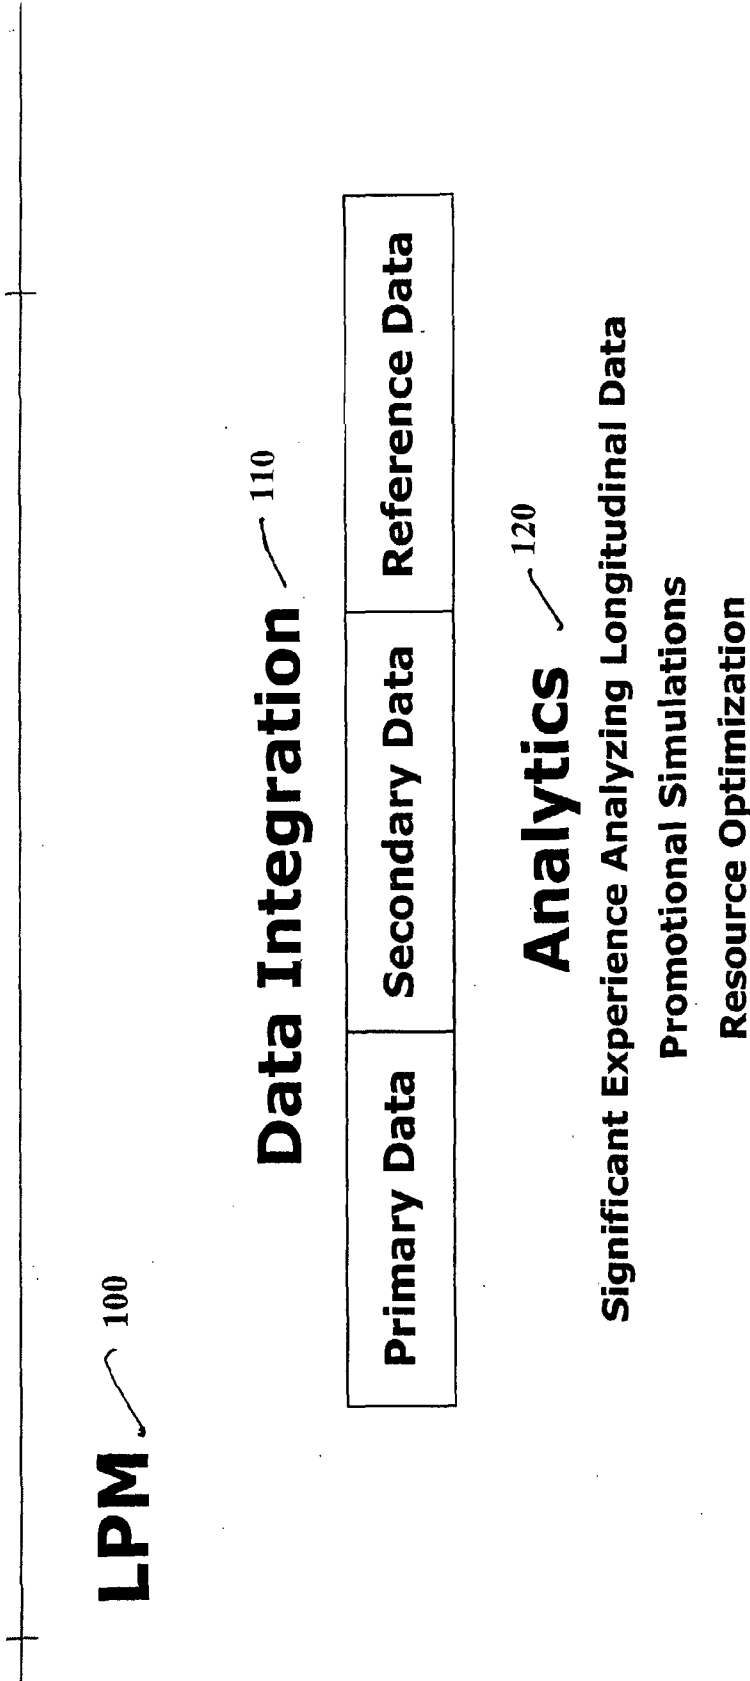 LPM 100
Data Integration 110
Primary Data Secondary Data Reference Data
Analytics 120
Significant Experience Analyzing Longitudinal Data
Promotional Simulations
Resource Optimization